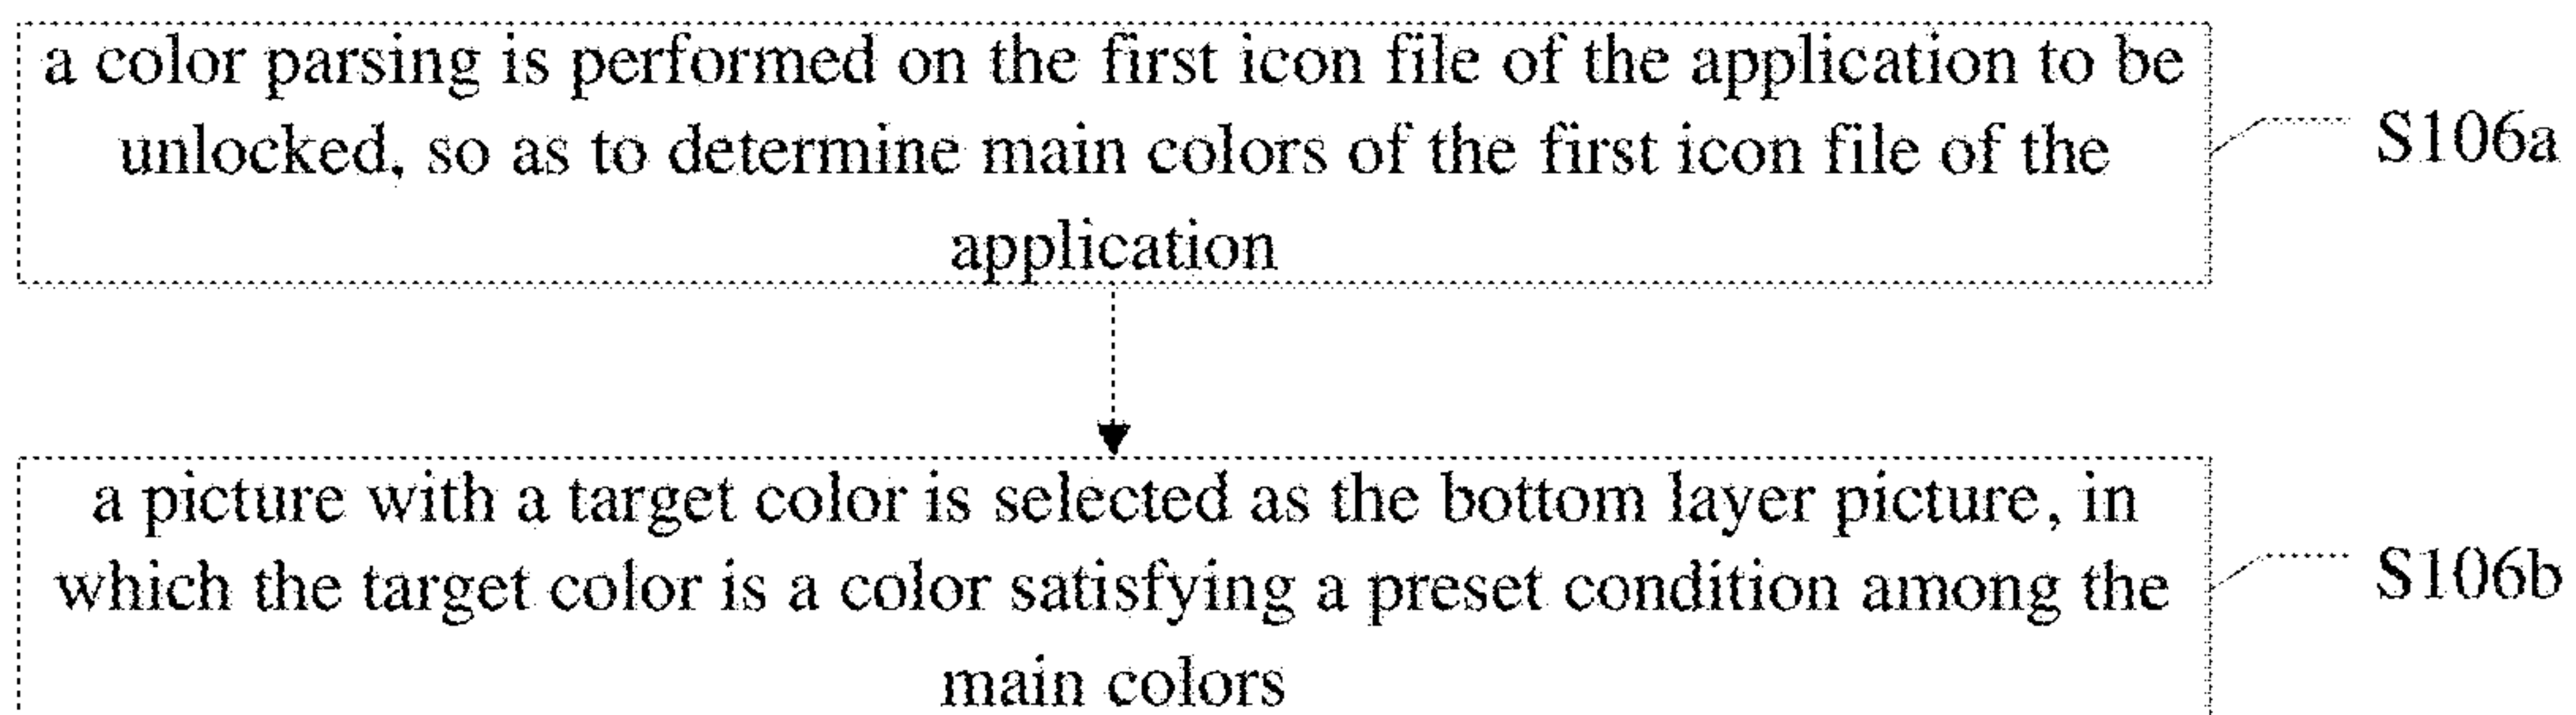 a color parsing is performed on the first icon file of the application to be
unlocked, so as to determine main colors of the first icon file of the
application
S106a
a picture with a target color is selected as the bottom layer picture, in
which the target color is a color satisfying a preset condition among the
main colors
S106b